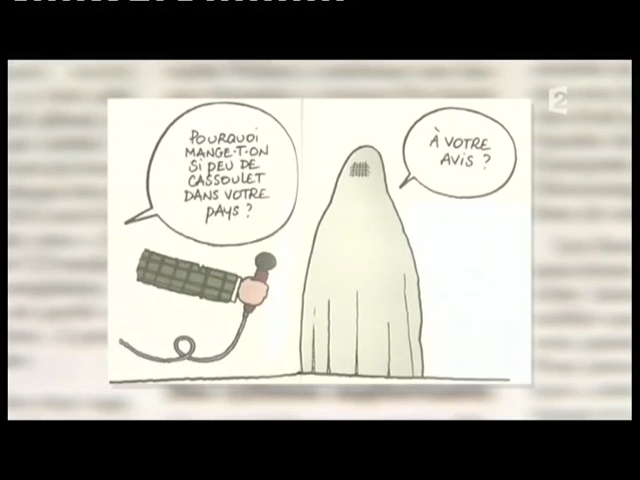 POURQUOI
MANGE-T-ON
SI PEU DE
CASSOULET
DANS VOTRE
PAYS ?
À VOTRE
AVIS ?
2